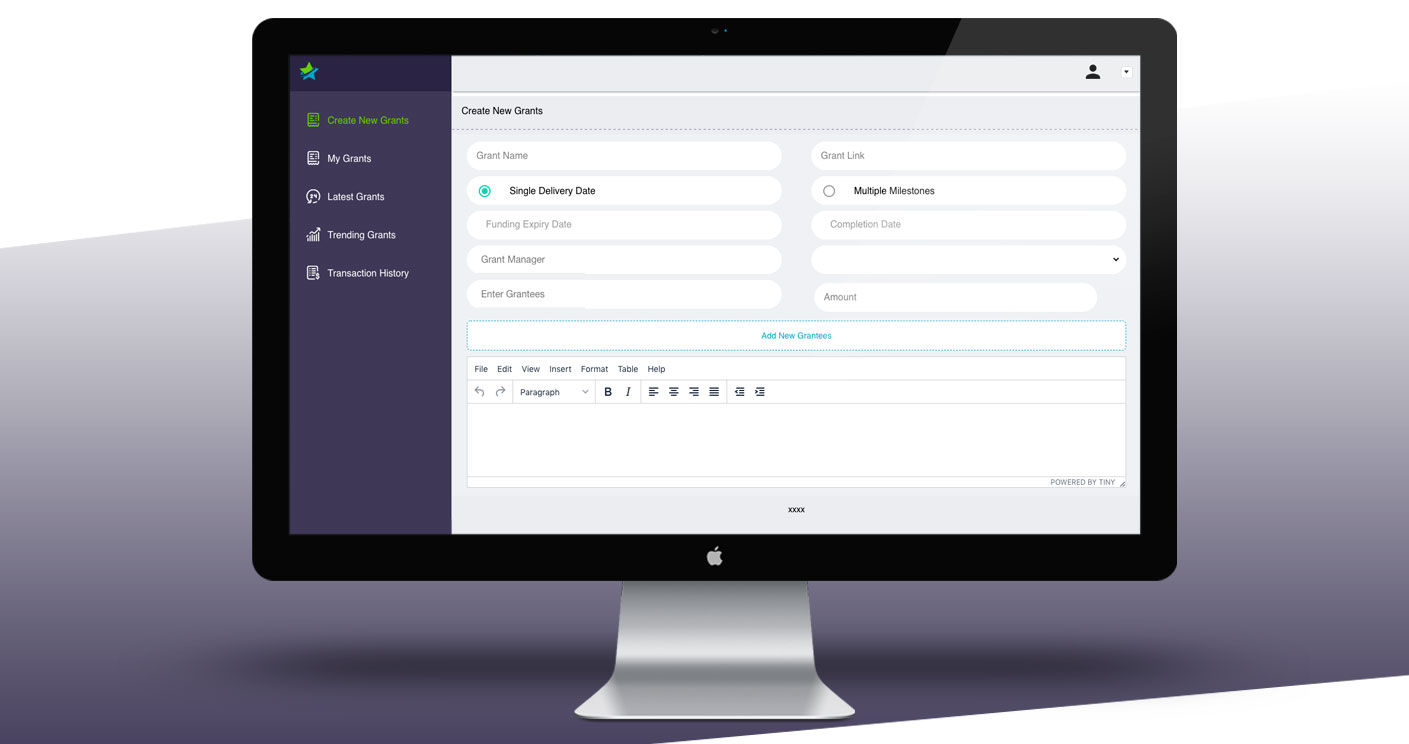 Create New Grants
My Grants
Latest Grants
Trending Grants
Transaction History
Create New Grants
Grant Name
Grant Link
Single Delivery Date
Multiple Milestones
Funding Expiry Date
Completion Date
Grant Manager
Enter Grantees
Amount
Add New Grantees
File Edit View Insert Format Table Help
Paragraph B I
POWERED BY TINY
xxxx